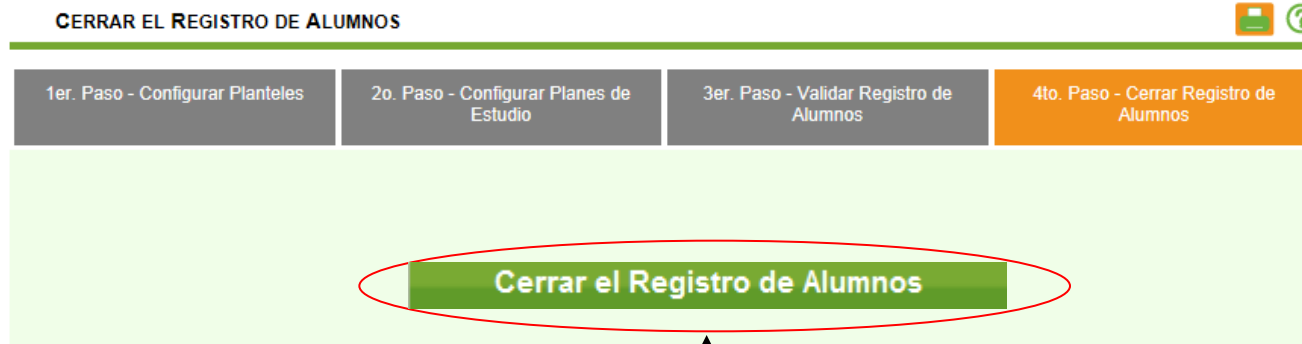 CERRAR EL REGISTRO DE ALUMNOS
1er. Paso - Configurar Planteles
2o. Paso - Configurar Planes de
Estudio
3er. Paso - Validar Registro de
Alumnos
4to. Paso - Cerrar Registro de
Alumnos
Cerrar el Registro de Alumnos